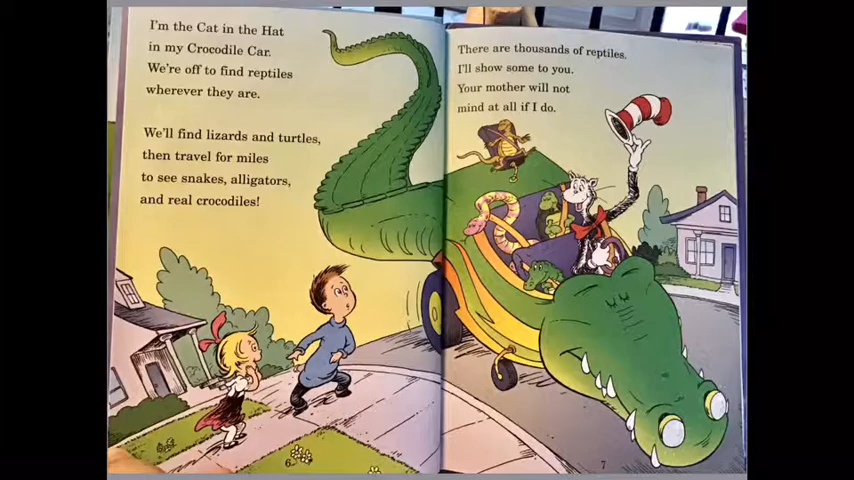 I'm the Cat in the Hat
in my Crocodile Car.
We're off to find reptiles
wherever they are.
We'll find lizards and turtles,
then travel for miles
to see snakes, alligators,
and real crocodiles!
There are thousands of reptiles.
I'll show some to you.
Your mother will not
mind at all if I do.
7